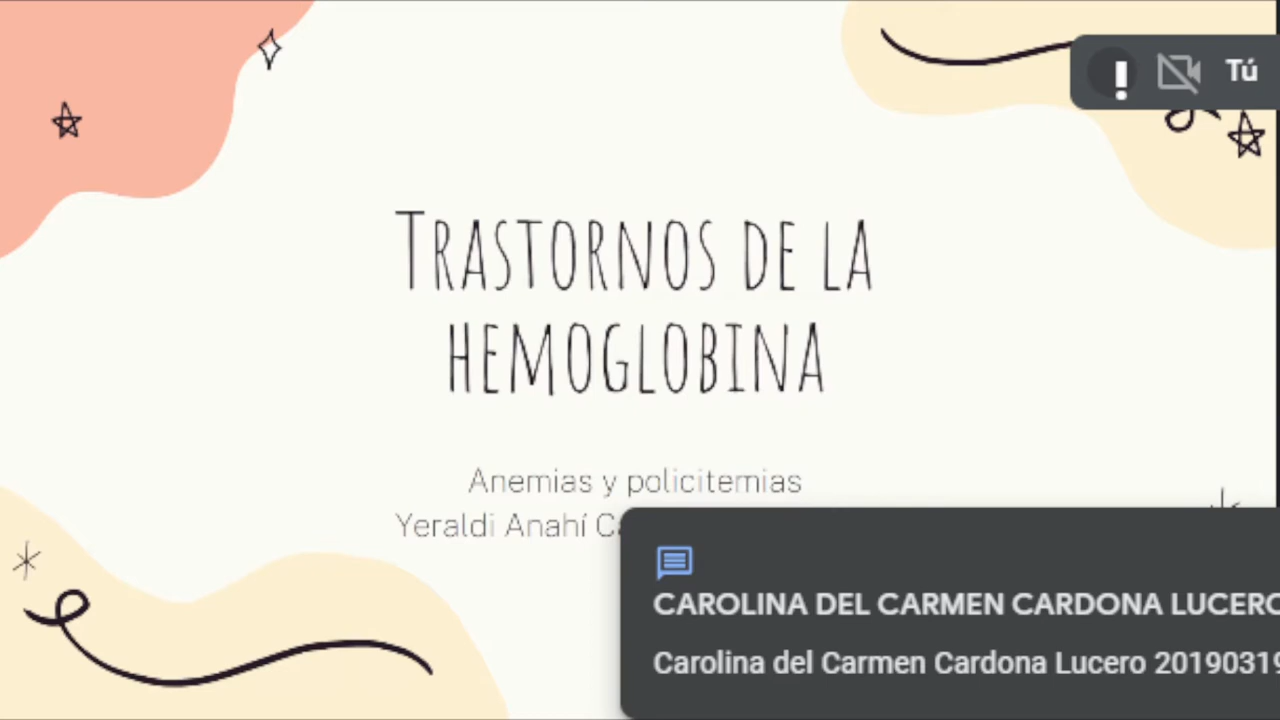 Tú
Trastornos de la
hemoglobina
Anemias y policitemias
Yeraldi Anahí
CAROLINA DEL CARMEN CARDONA LUCERO
Carolina del Carmen Cardona Lucero 20190319